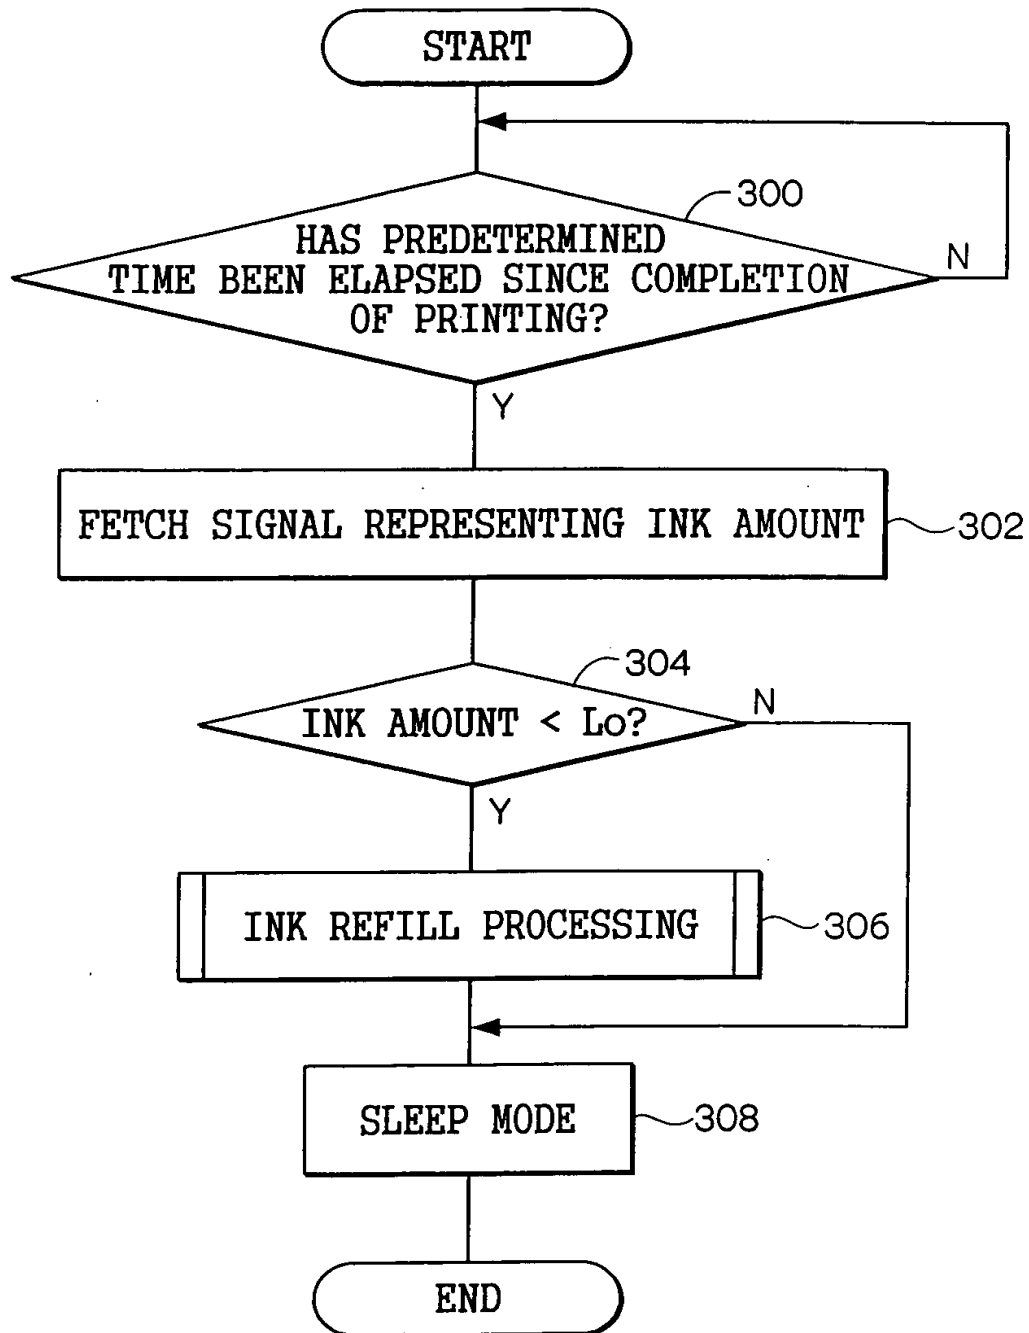 START
300
HAS PREDETERMINED
TIME BEEN ELAPSED SINCE COMPLETION
OF PRINTING?
N
Y
FETCH SIGNAL REPRESENTING INK AMOUNT
302
304
INK AMOUNT < Lo?
N
Y
INK REFILL PROCESSING
306
SLEEP MODE
308
END